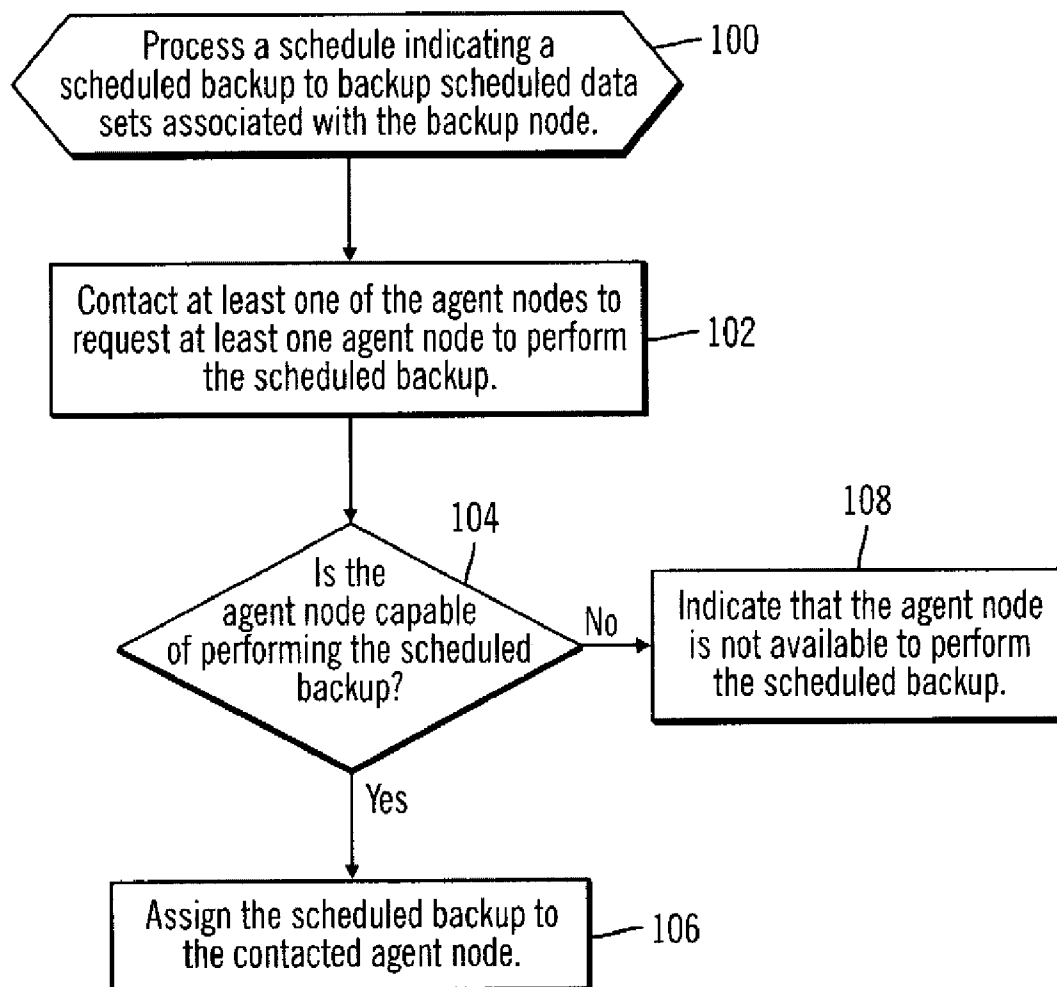 Process a schedule indicating a
scheduled backup to backup scheduled data
sets associated with the backup node.
100
Contact at least one of the agent nodes to
request at least one agent node to perform
the scheduled backup.
102
104
Is the
agent node capable
of performing the scheduled
backup?
No
108
Indicate that the agent node
is not available to perform
the scheduled backup.
Yes
Assign the scheduled backup to
the contacted agent node.
106